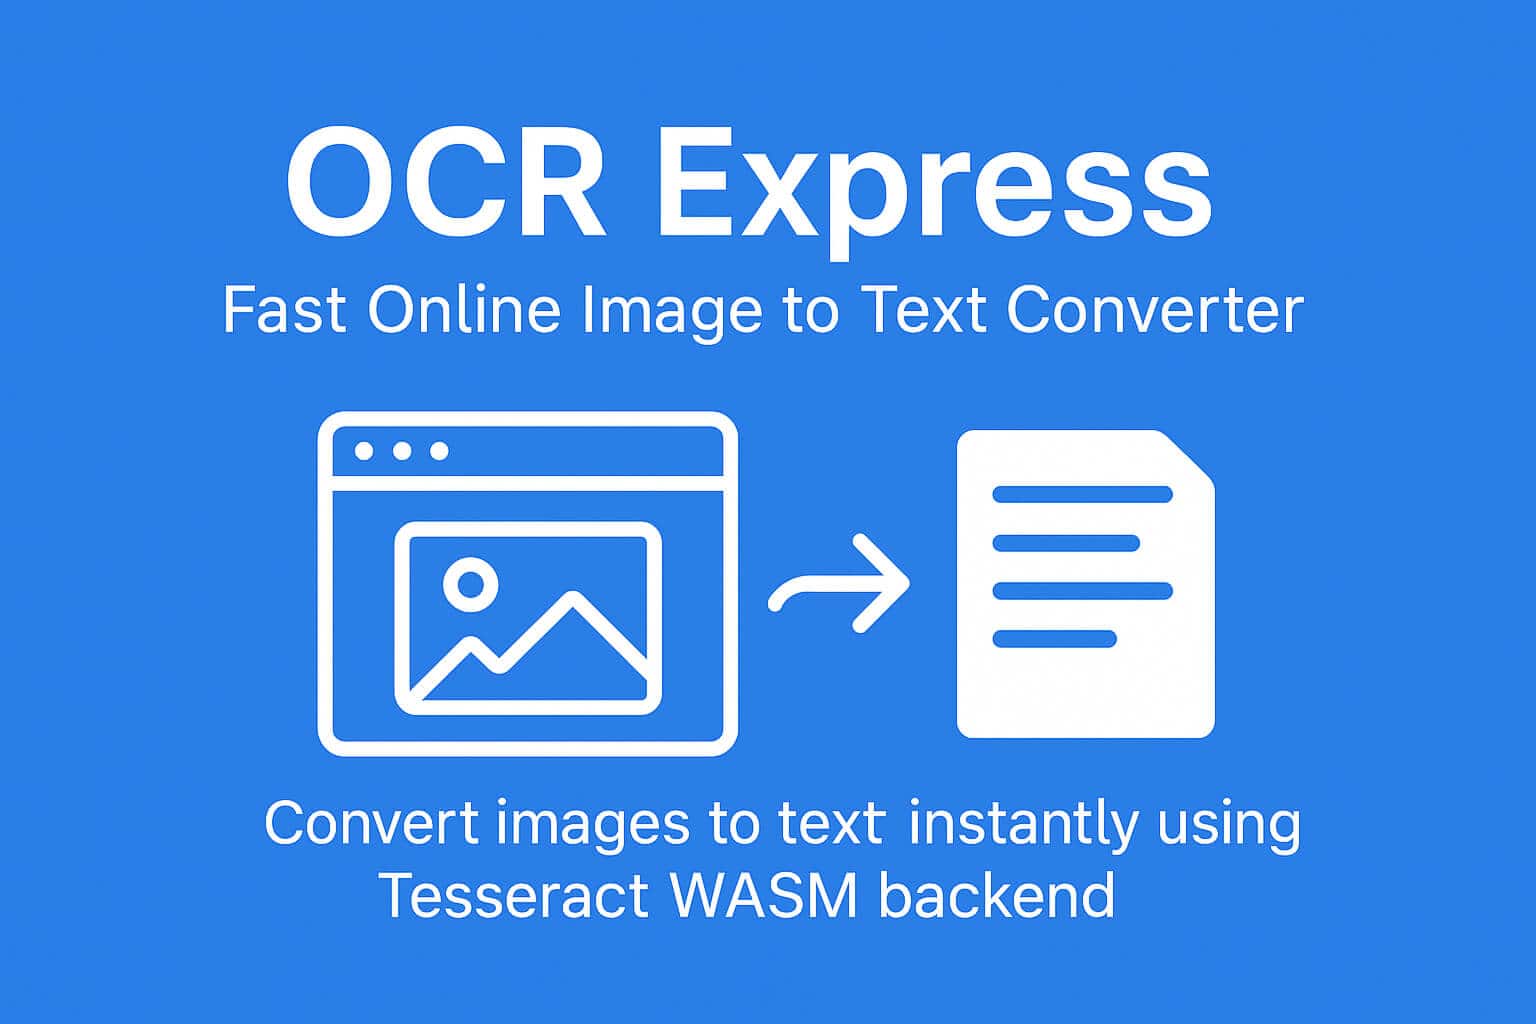 OCR Express
Fast Online Image to Text Converter
Convert images to text instantly using
Tesseract WASM backend